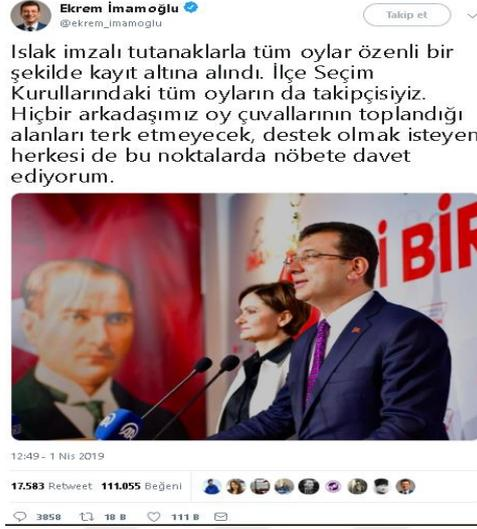 Ekrem İmamoğlu
@ekrem_imamoglu
Takip et
Islak imzalı tutanaklarla tüm oylar özenli bir
şekilde kayıt altına alındı. İlçe Seçim
Kurullarındaki tüm oyların da takipçisiyiz.
Hiçbir arkadaşımız oy çuvallarının toplandığı
alanları terk etmeyecek, destek olmak isteyen
herkesi de bu noktalarda nöbete davet
ediyorum.
İ BİR
AA
12:49 - 1 Nis 2019
17.583 Retweet 111.055 Beğeni
3858 18 B 111 B